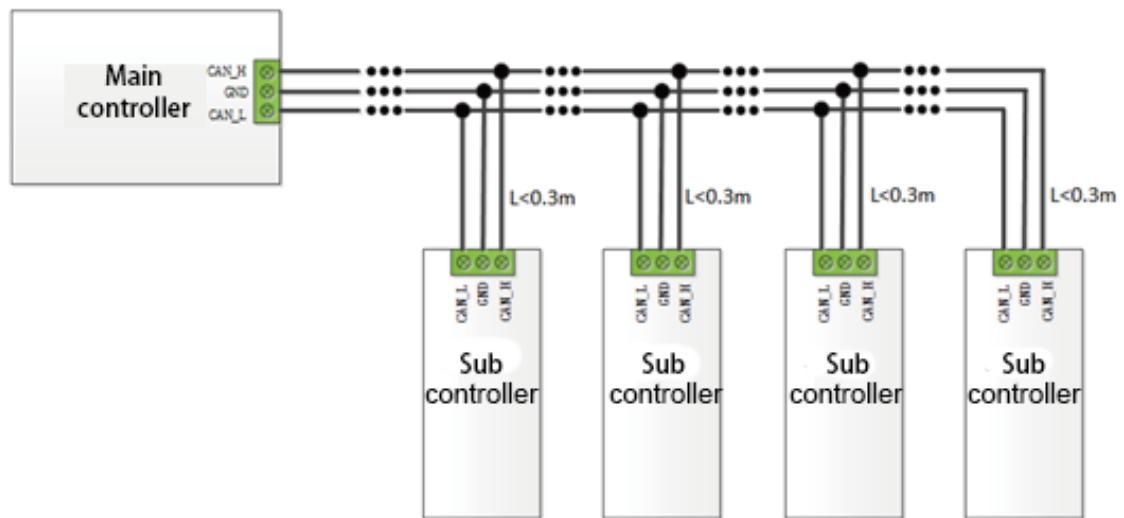 Main
controller
CAN_H
GND
CAN_L
L<0.3m
L<0.3m
L<0.3m
L<0.3m
CAN_L
GND
CAN_H
CAN_L
GND
CAN_H
CAN_L
GND
CAN_H
CAN_L
GND
CAN_H
Sub
controller
Sub
controller
Sub
controller
Sub
controller